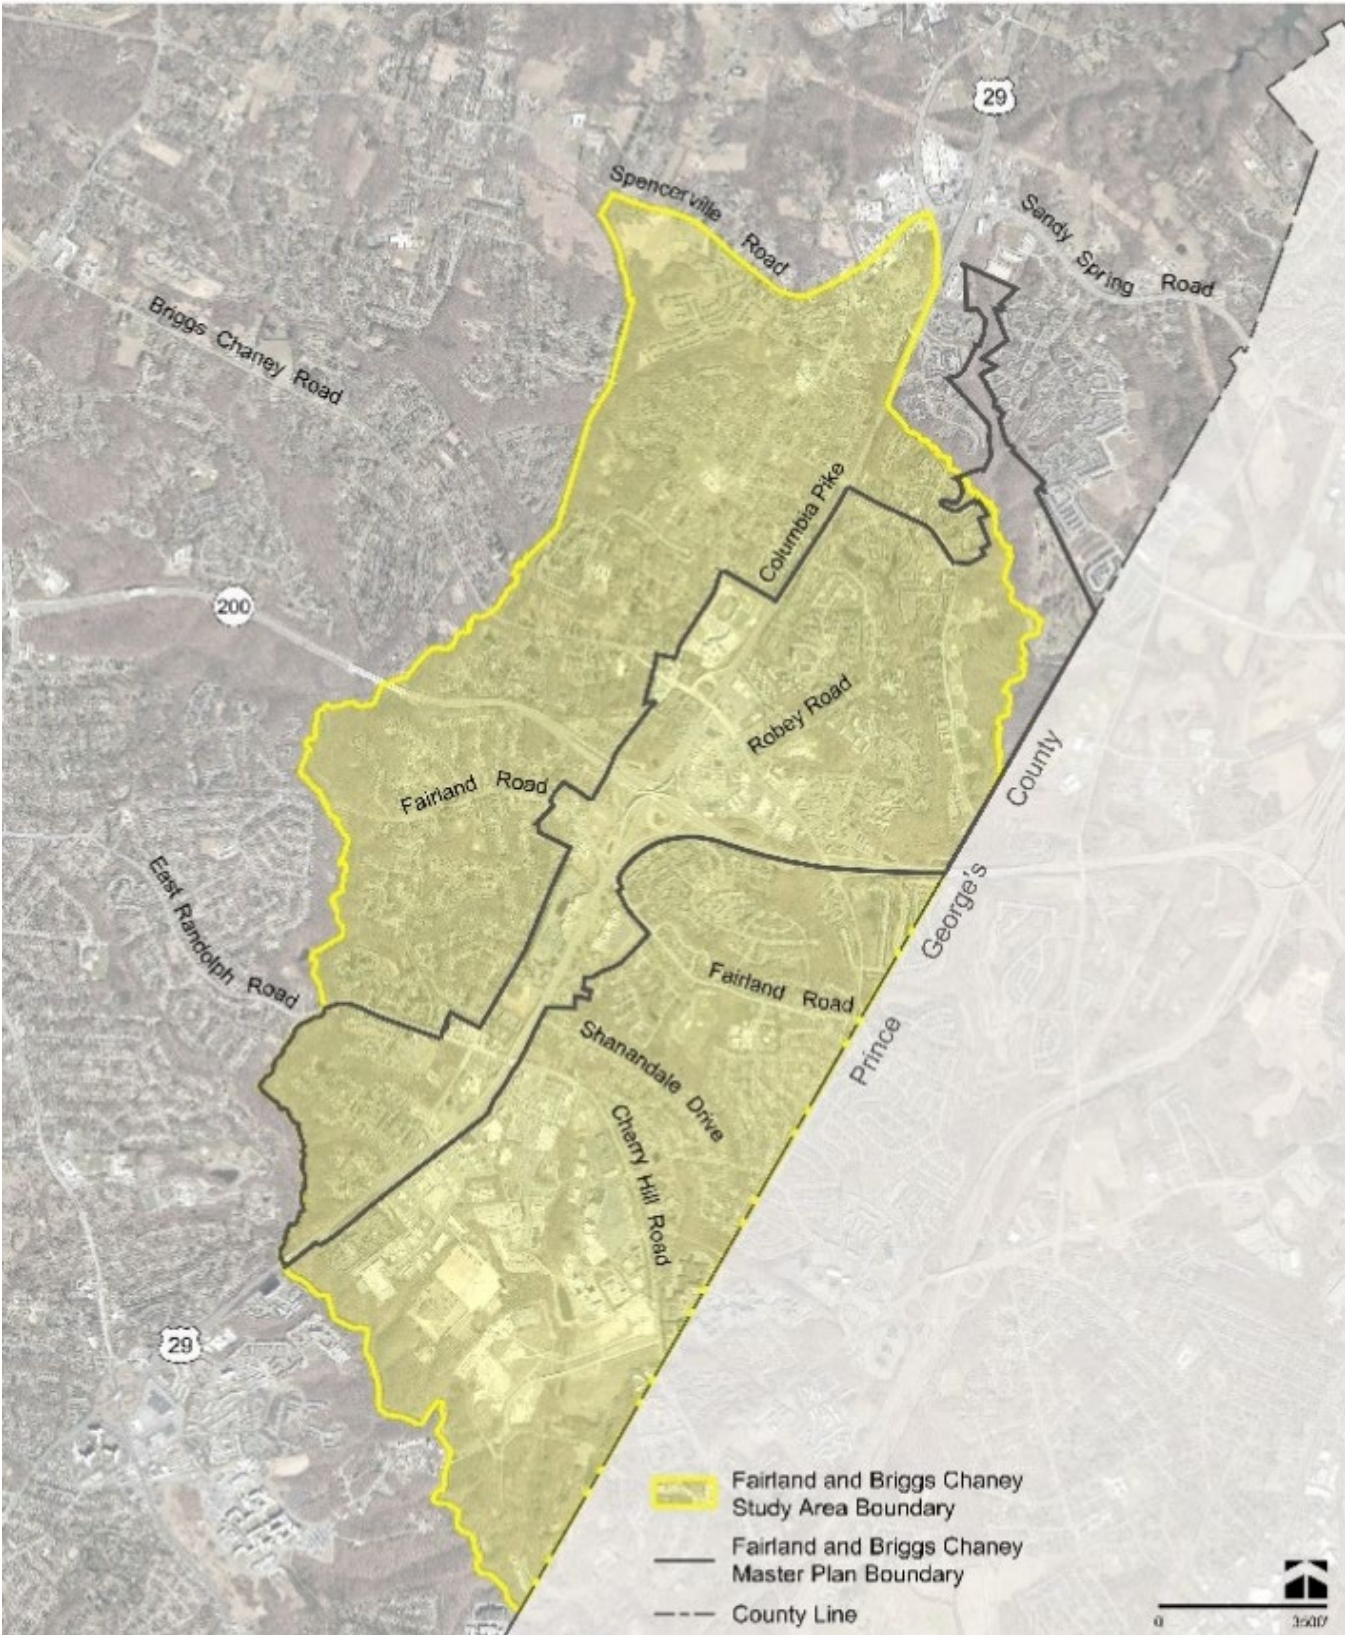 29
Spencerville Road
Sandy Spring Road
Briggs Chaney Road
Columbia Pike
200
Robey Road
Fairland Road
County
East Randolph Road
George's
Fairland Road
Prince
Shanandale Drive
Cherry Hill Road
29
Fairland and Briggs Chaney
Study Area Boundary
Fairland and Briggs Chaney
Master Plan Boundary
County Line
0 3500'